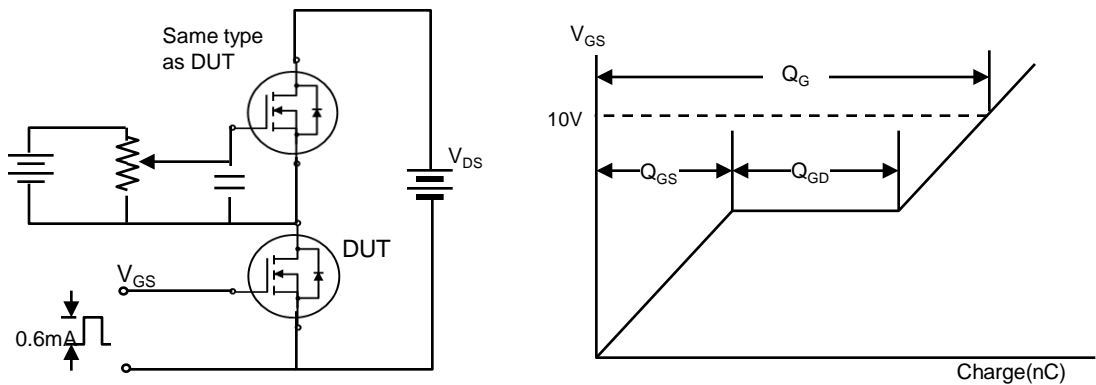 Same type
as DUT
V_DS
DUT
V_GS
0.6mA
V_GS
Q_G
10V
Q_GS
Q_GD
Charge(nC)